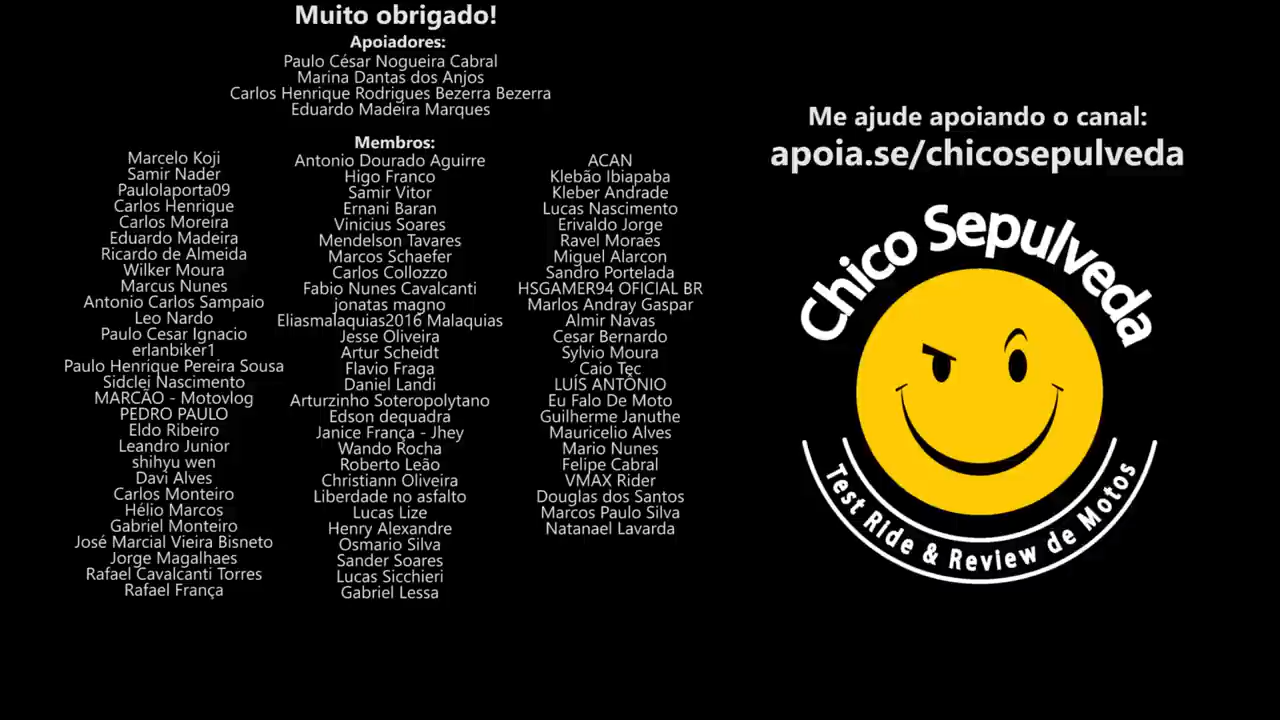 Muito obrigado!
Apoiadores:
Paulo César Nogueira Cabral
Marina Dantas dos Anjos
Carlos Henrique Rodrigues Bezerra Bezerra
Eduardo Madeira Marques
Membros:
Marcelo Koji
Samir Nader
Paulolaporta09
Carlos Henrique
Carlos Moreira
Eduardo Madeira
Ricardo de Almeida
Wilker Moura
Marcus Nunes
Antonio Carlos Sampaio
Leo Nardo
Paulo Cesar Ignacio
erlanbiker1
Paulo Henrique Pereira Sousa
Sidclei Nascimento
MARCÃO - Motovlog
PEDRO PAULO
Eldo Ribeiro
Leandro Junior
shihyu wen
Davi Alves
Carlos Monteiro
Hélio Marcos
Gabriel Monteiro
José Marcial Vieira Bisneto
Jorge Magalhaes
Rafael Cavalcanti Torres
Rafael França
Antonio Dourado Aguirre
Higo Franco
Samir Vitor
Ernani Baran
Vinicius Soares
Mendelson Tavares
Marcos Schaefer
Carlos Collozzo
Fabio Nunes Cavalcanti
jonatas magno
Eliasmalaquias2016 Malaquias
Jesse Oliveira
Artur Scheidt
Flavio Fraga
Daniel Landi
Arturzinho Soteropolytano
Edson dequadra
Janice França - Jhey
Wando Rocha
Roberto Leão
Christiann Oliveira
Liberdade no asfalto
Lucas Lize
Henry Alexandre
Osmario Silva
Sander Soares
Lucas Sicchieri
Gabriel Lessa
ACAN
Klebão Ibiapaba
Kleber Andrade
Lucas Nascimento
Erivaldo Jorge
Ravel Moraes
Miguel Alarcon
Sandro Portelada
HSGAMER94 OFICIAL BR
Marlos Andray Gaspar
Almir Navas
Cesar Bernardo
Sylvio Moura
Caio Tec
LUÍS ANTÔNIO
Eu Falo De Moto
Guilherme Januthe
Mauricelio Alves
Mario Nunes
Felipe Cabral
VMAX Rider
Douglas dos Santos
Marcos Paulo Silva
Natanael Lavarda
Me ajude apoiando o canal:
apoia.se/chicosepulveda
Chico Sepulveda
Test Ride & Review de Motos